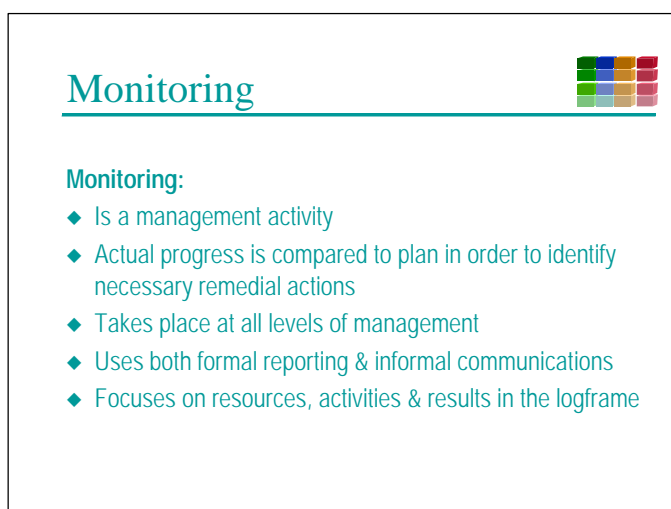 Monitoring
Monitoring:
◆ Is a management activity
◆ Actual progress is compared to plan in order to identify
necessary remedial actions
◆ Takes place at all levels of management
◆ Uses both formal reporting & informal communications
◆ Focuses on resources, activities & results in the logframe